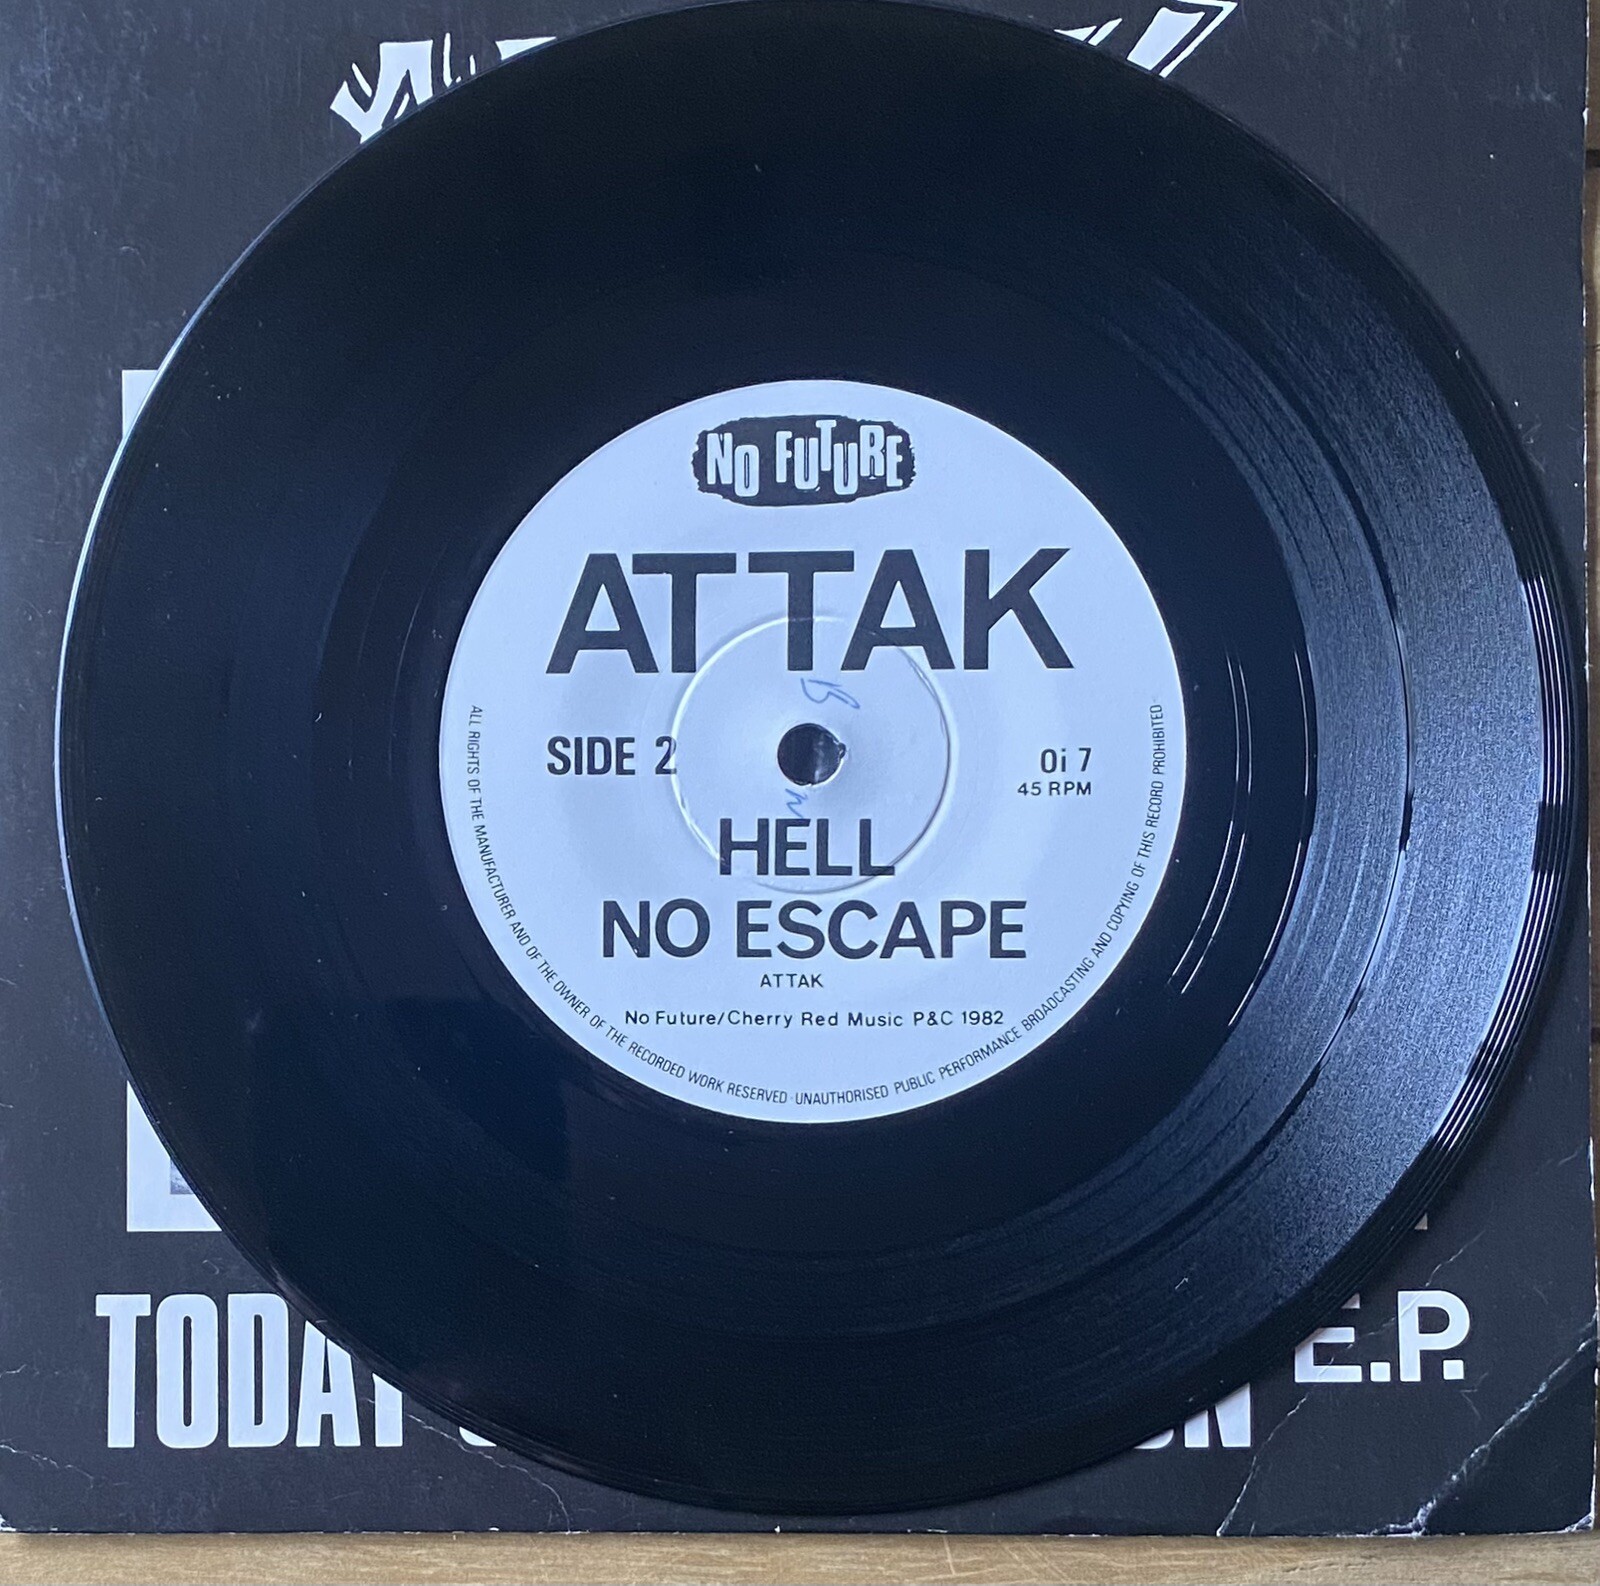 NO FUTURE
ATTAK
SIDE 2
Oi 7
45 RPM
HELL
NO ESCAPE
ATTAK
No Future/Cherry Red Music P&C 1982
ALL RIGHTS OF THE MANUFACTURER AND OF THE OWNER OF THE RECORDED WORK RESERVED · UNAUTHORISED PUBLIC PERFORMANCE BROADCASTING AND COPYING OF THIS RECORD PROHIBITED ·
TODAY
E.P.